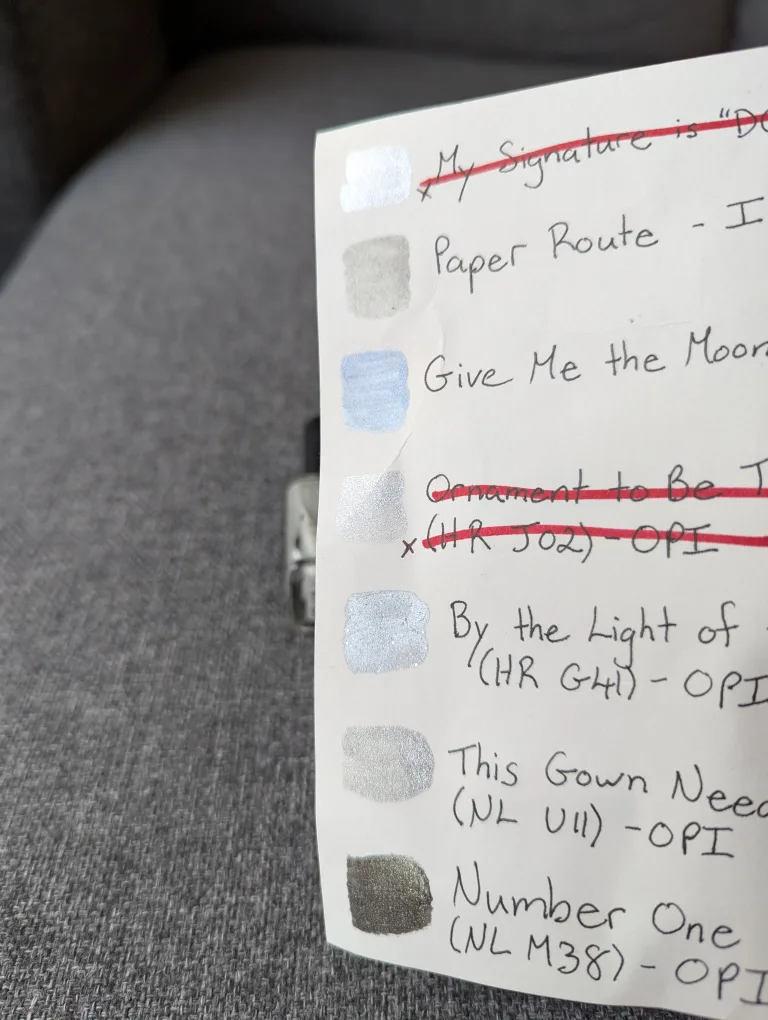 x My Signature is "DC
Paper Route - I
Give Me the Moon
Ornament to Be T
x (HR J02) - OPI
By the Light of
(HR G41) - OPI
This Gown Need
(NL U11) - OPI
Number One
(NL M38) - OPI